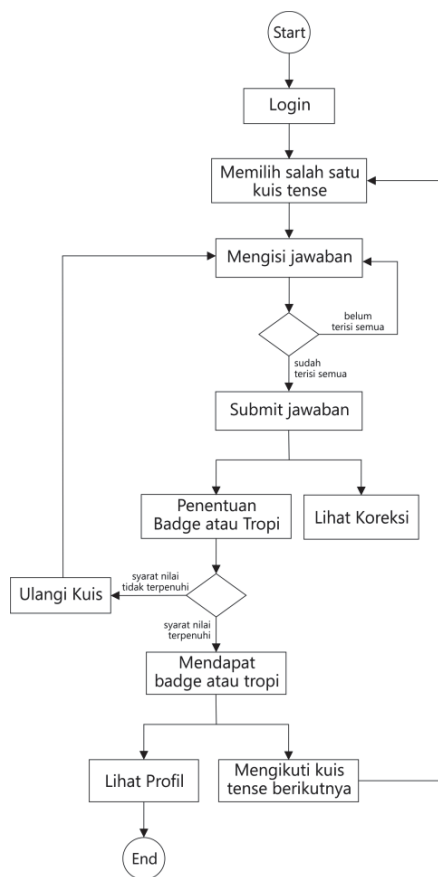 Start
Login
Memilih salah satu
kuis tense
Mengisi jawaban
belum
terisi semua
sudah
terisi semua
Submit jawaban
Penentuan
Badge atau Tropi
Lihat Koreksi
syarat nilai
tidak terpenuhi
Ulangi Kuis
syarat nilai
terpenuhi
Mendapat
badge atau tropi
Lihat Profil
Mengikuti kuis
tense berikutnya
End